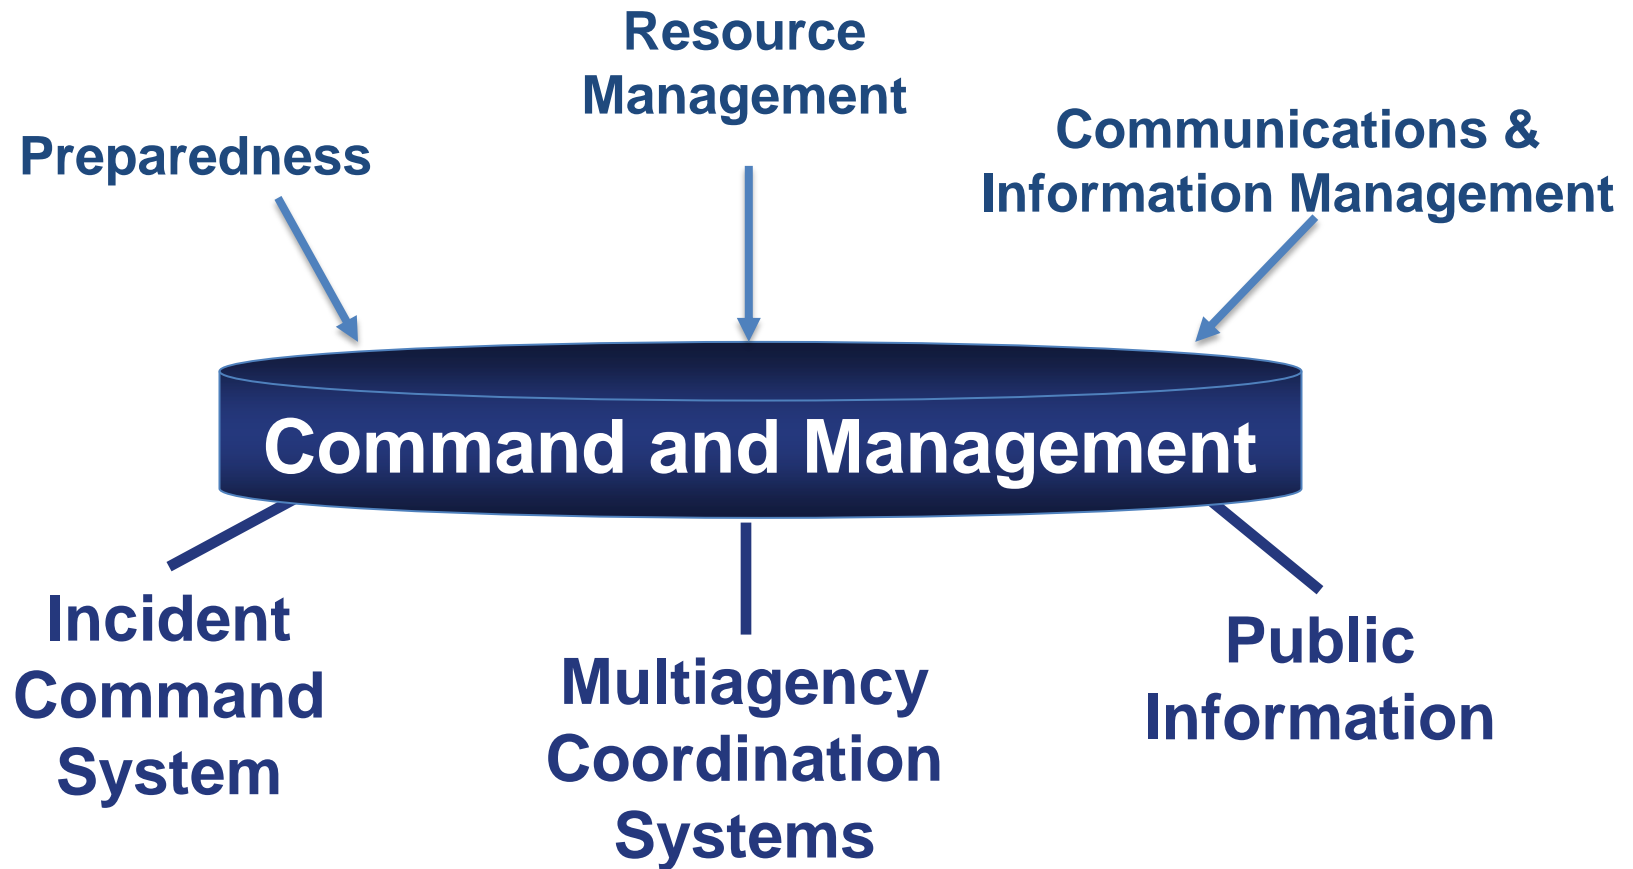 Resource
Management
Preparedness
Communications &
Information Management
Command and Management
Incident
Command
System
Multiagency
Coordination
Systems
Public
Information